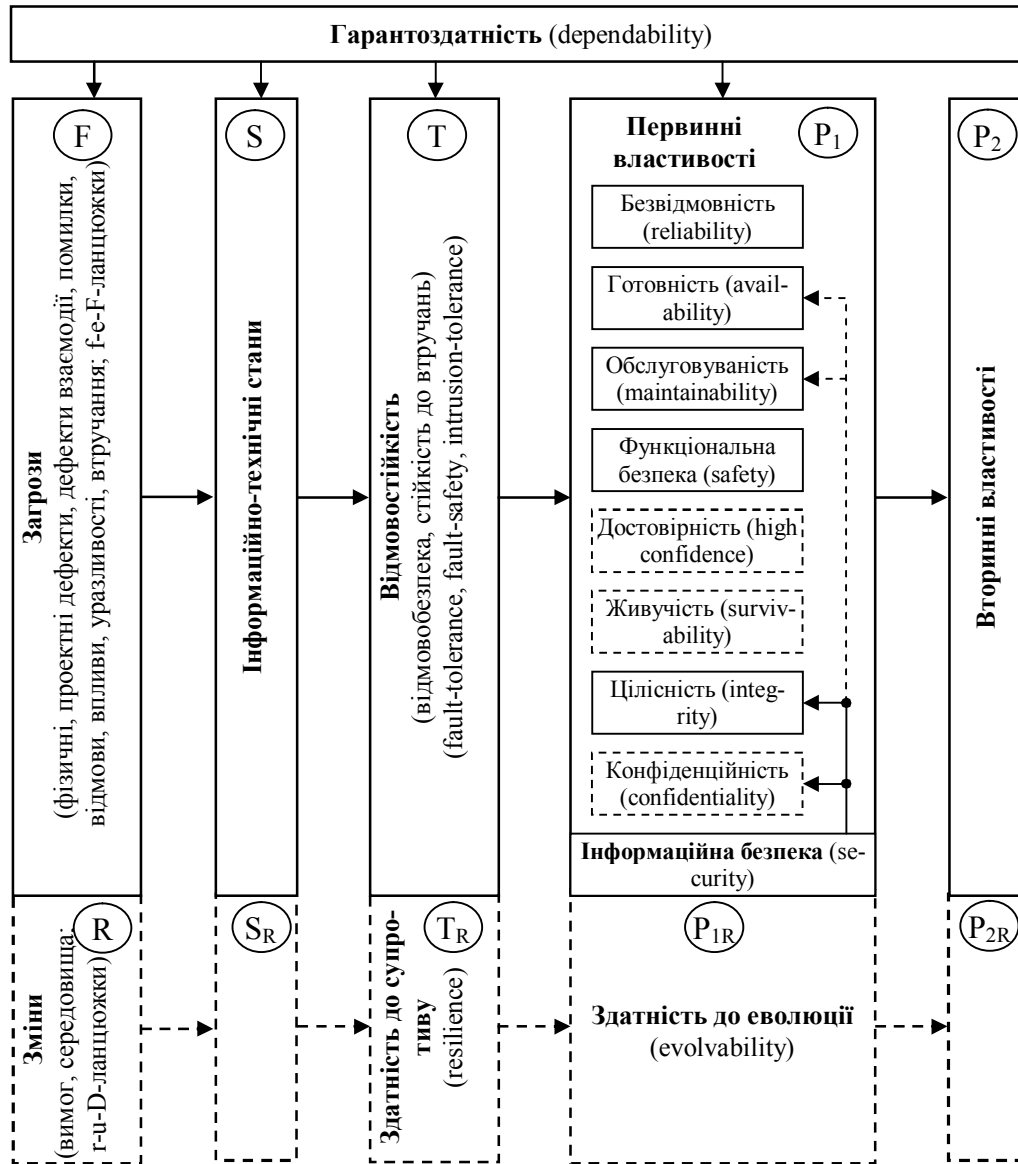 Гарантоздатність (dependability)
F
Загрози
(фізичні, проектні дефекти, дефекти взаємодії, помилки,
відмови, впливи, уразливості, втручання; f-e-F-ланцюжки)
S
Інформаційно-технічні стани
T
Відмовостійкість
(відмовобезпека, стійкість до втручань)
(fault-tolerance, fault-safety, intrusion-tolerance)
Первинні
властивості
P1
Безвідмовність
(reliability)
Готовність (avail-
ability)
Обслуговуваність
(maintainability)
Функціональна
безпека (safety)
Достовірність (high
confidence)
Живучість (surviv-
ability)
Цілісність (integ-
rity)
Конфіденційність
(confidentiality)
Інформаційна безпека (se-
curity)
P2
Вторинні властивості
R
Зміни
(вимог, середовища;
r-u-D-ланцюжки)
SR
TR
Здатність до супро-
тиву
(resilience)
P1R
Здатність до еволюції
(evolvability)
P2R